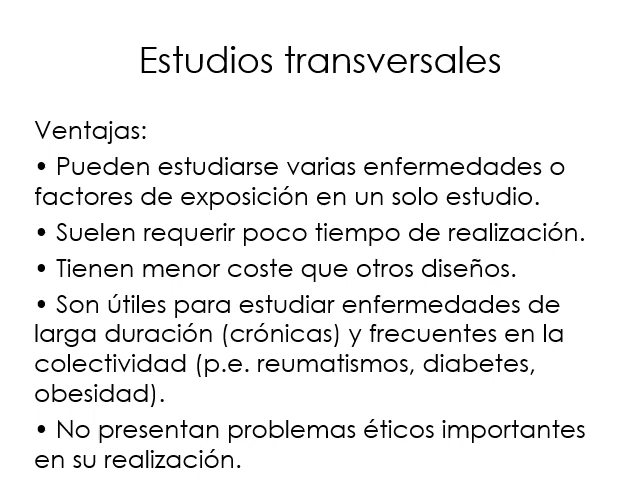 Estudios transversales
Ventajas:
• Pueden estudiarse varias enfermedades o
factores de exposición en un solo estudio.
• Suelen requerir poco tiempo de realización.
• Tienen menor coste que otros diseños.
• Son útiles para estudiar enfermedades de
larga duración (crónicas) y frecuentes en la
colectividad (p.e. reumatismos, diabetes,
obesidad).
• No presentan problemas éticos importantes
en su realización.